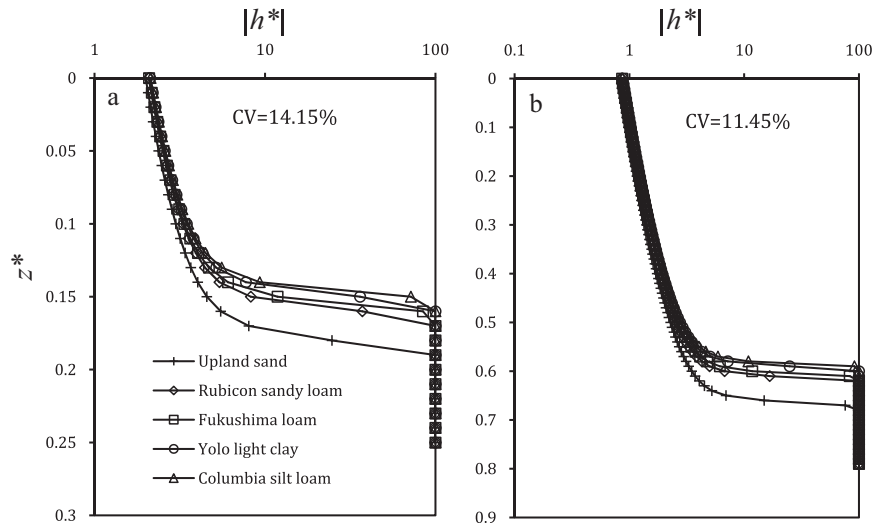 |h*|
1 10 100
a
CV=14.15%
0
0.05
0.1
0.15
0.2
0.25
0.3
z*
Upland sand
Rubicon sandy loam
Fukushima loam
Yolo light clay
Columbia silt loam
|h*|
0.1 1 10 100
b
CV=11.45%
0
0.1
0.2
0.3
0.4
0.5
0.6
0.7
0.8
0.9